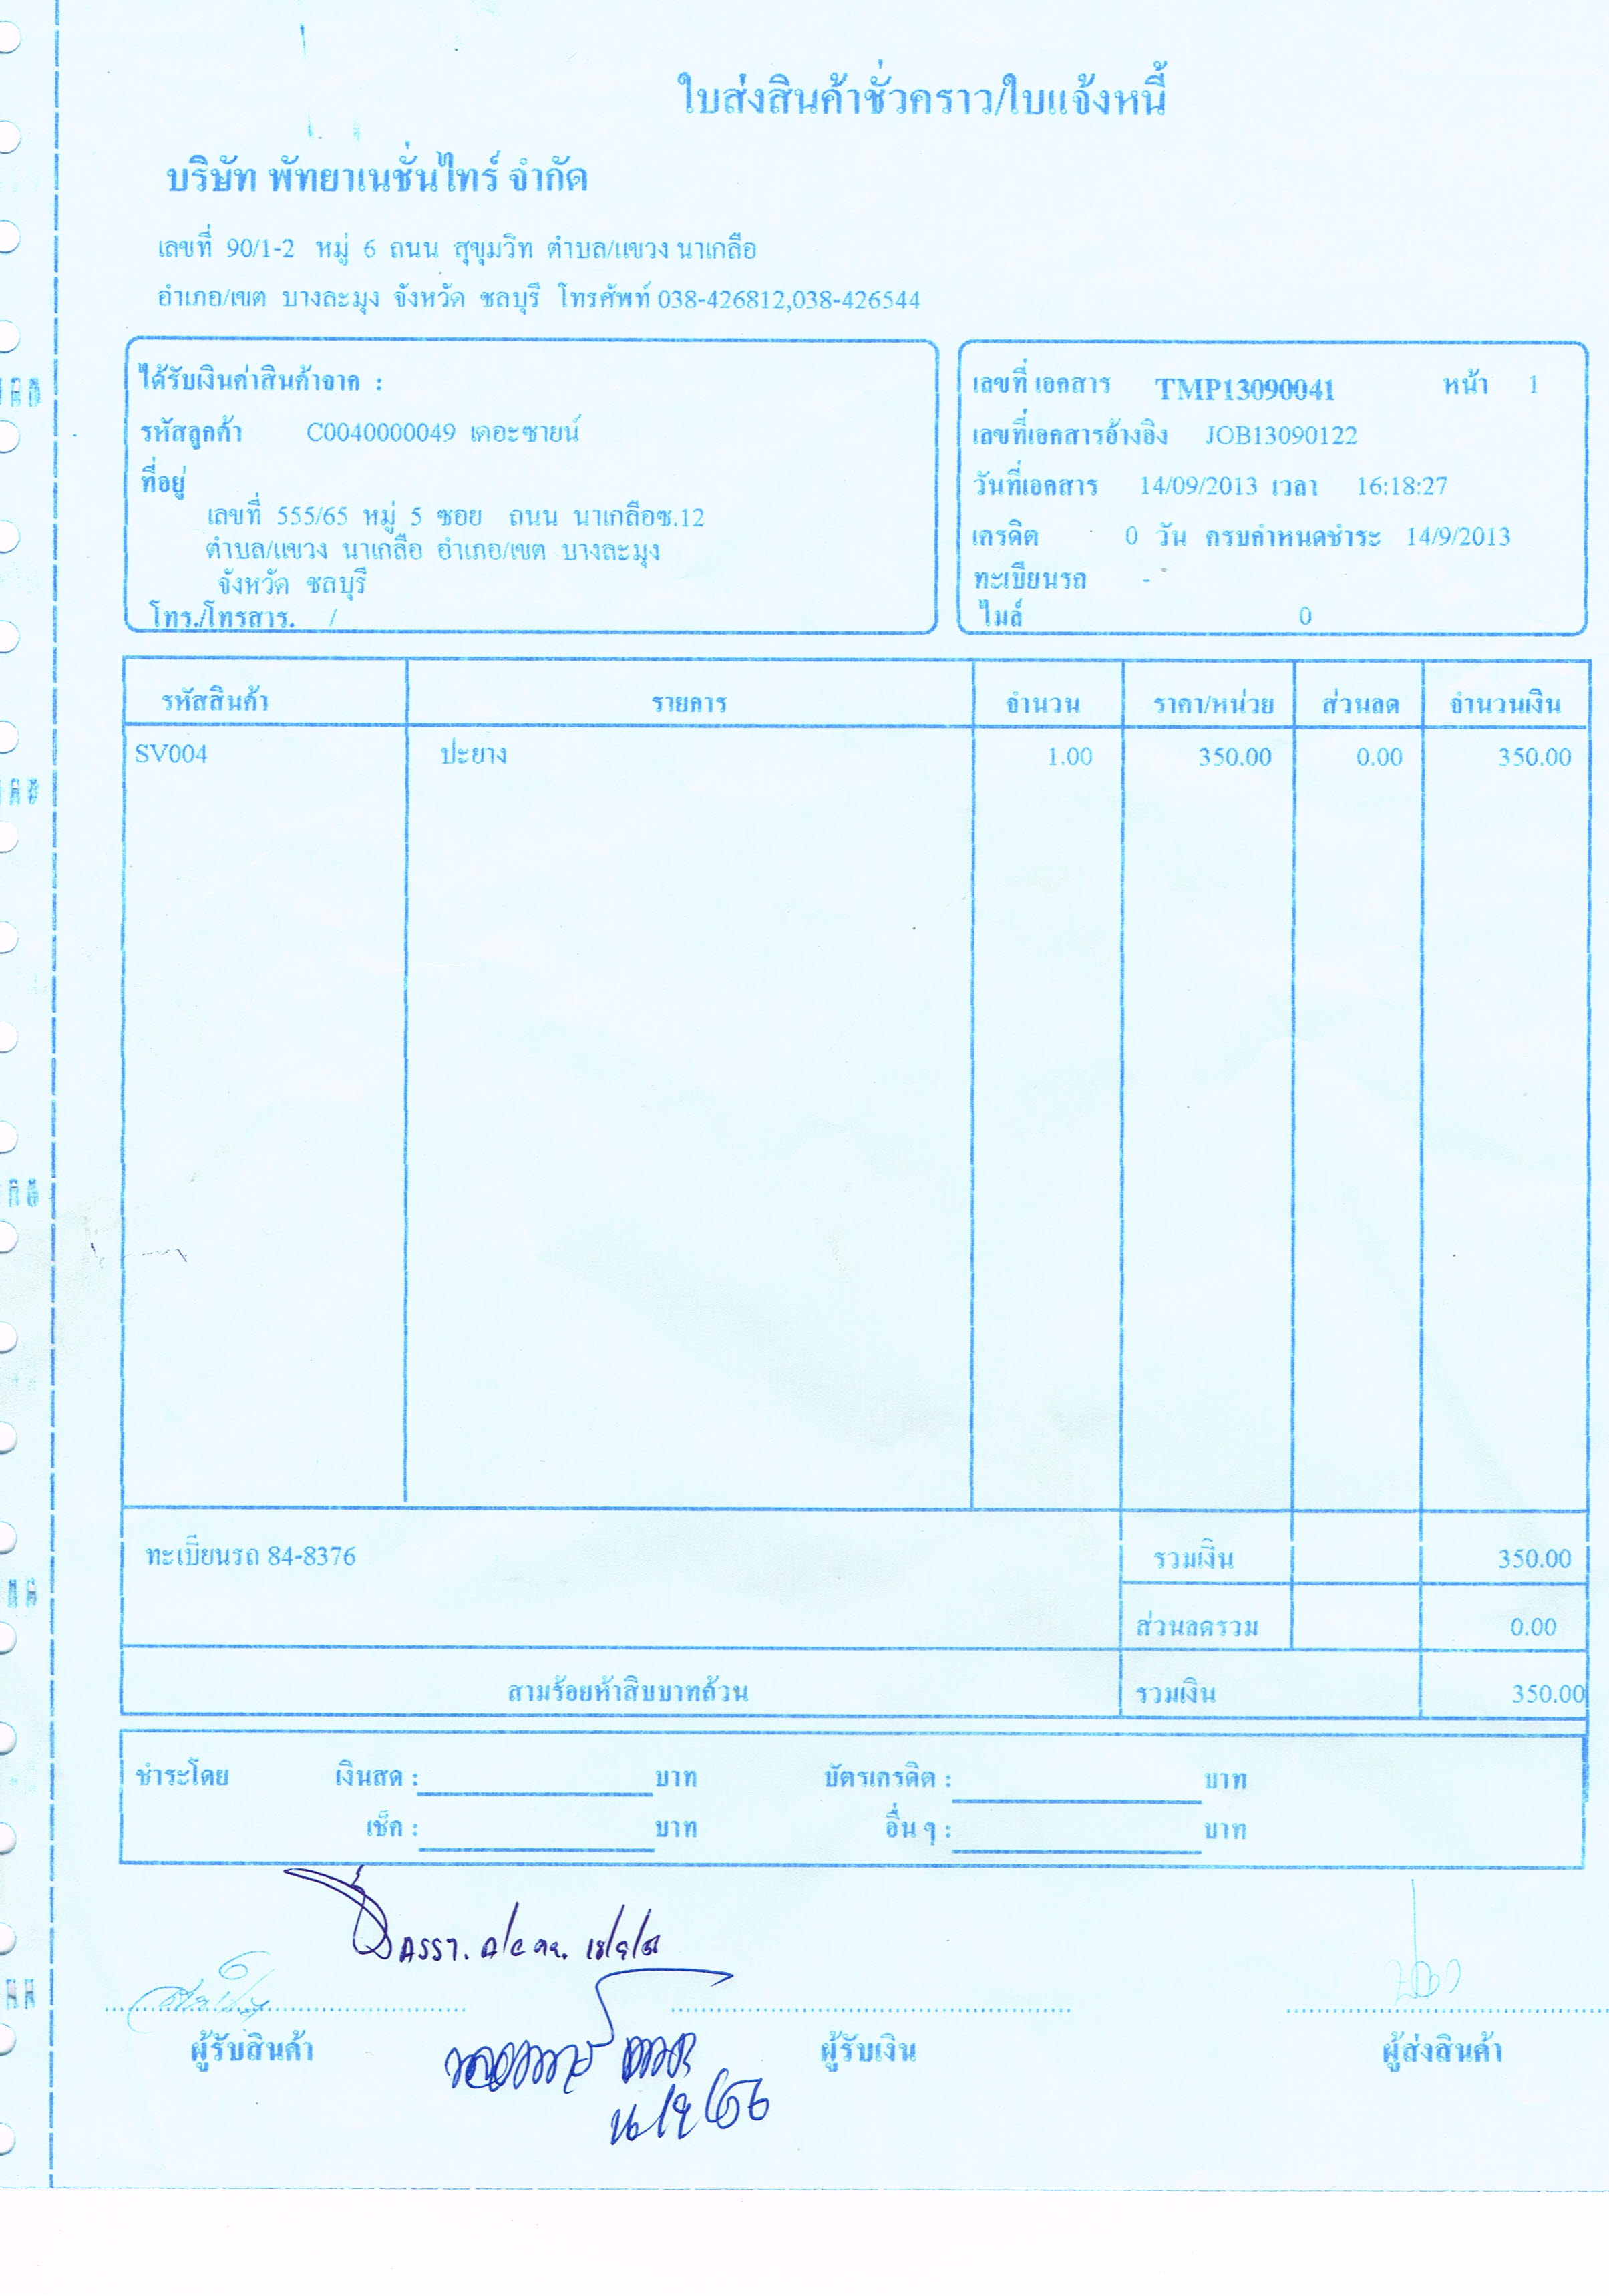 ใบส่งสินค้าชั่วคราว/ใบแจ้งหนี้
บริษัท พัทยาเนชั่นไทร์ จำกัด
เลขที่ 90/1-2 หมู่ 6 ถนน สุขุมวิท ตำบล/แขวง นาเกลือ
อำเภอ/เขต บางละมุง จังหวัด ชลบุรี โทรศัพท์ 038-426812,038-426544
ได้รับเงินค่าสินค้าจาก :
รหัสลูกค้า C0040000049 เดอะซายน์
ที่อยู่
เลขที่ 555/65 หมู่ 5 ซอย ถนน นาเกลือซ.12
ตำบล/แขวง นาเกลือ อำเภอ/เขต บางละมุง
จังหวัด ชลบุรี
โทร./โทรสาร. /
เลขที่ เอกสาร TMP13090041 หน้า 1
เลขที่เอกสารอ้างอิง JOB13090122
วันที่เอกสาร 14/09/2013 เวลา 16:18:27
เครดิต 0 วัน ครบกำหนดชำระ 14/9/2013
ทะเบียนรถ -
ไมล์ 0
รหัสสินค้า รายการ จำนวน ราคา/หน่วย ส่วนลด จำนวนเงิน
SV004 ปะยาง 1.00 350.00 0.00 350.00
ทะเบียนรถ 84-8376 รวมเงิน 350.00
ส่วนลดรวม 0.00
สามร้อยห้าสิบบาทถ้วน รวมเงิน 350.00
ชำระโดย เงินสด : บาท บัตรเครดิต : บาท
เช็ค : บาท อื่น ๆ : บาท
ผู้รับสินค้า ผู้รับเงิน ผู้ส่งสินค้า